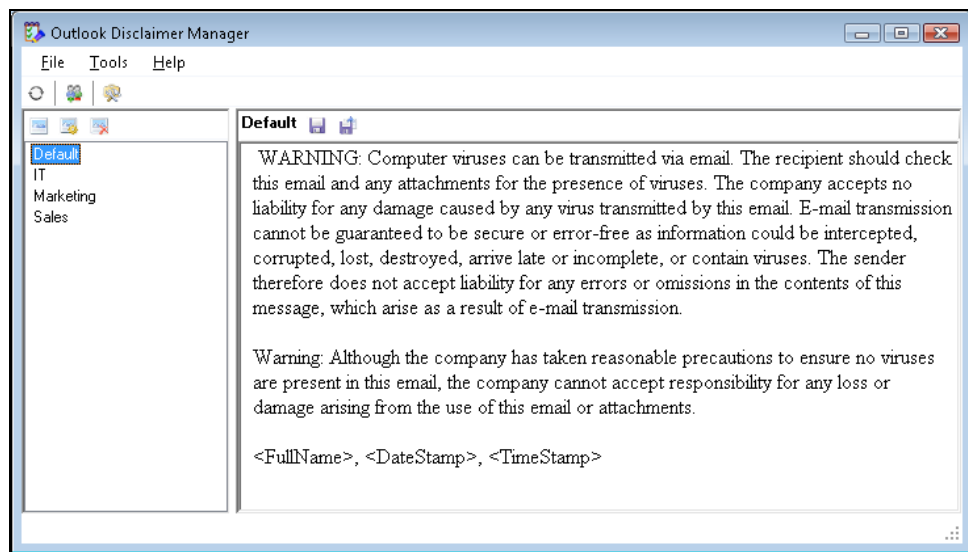 Outlook Disclaimer Manager
File Tools Help
Default
Default
IT
Marketing
Sales
WARNING: Computer viruses can be transmitted via email. The recipient should check
this email and any attachments for the presence of viruses. The company accepts no
liability for any damage caused by any virus transmitted by this email. E-mail transmission
cannot be guaranteed to be secure or error-free as information could be intercepted,
corrupted, lost, destroyed, arrive late or incomplete, or contain viruses. The sender
therefore does not accept liability for any errors or omissions in the contents of this
message, which arise as a result of e-mail transmission.
Warning: Although the company has taken reasonable precautions to ensure no viruses
are present in this email, the company cannot accept responsibility for any loss or
damage arising from the use of this email or attachments.
<FullName>, <DateStamp>, <TimeStamp>